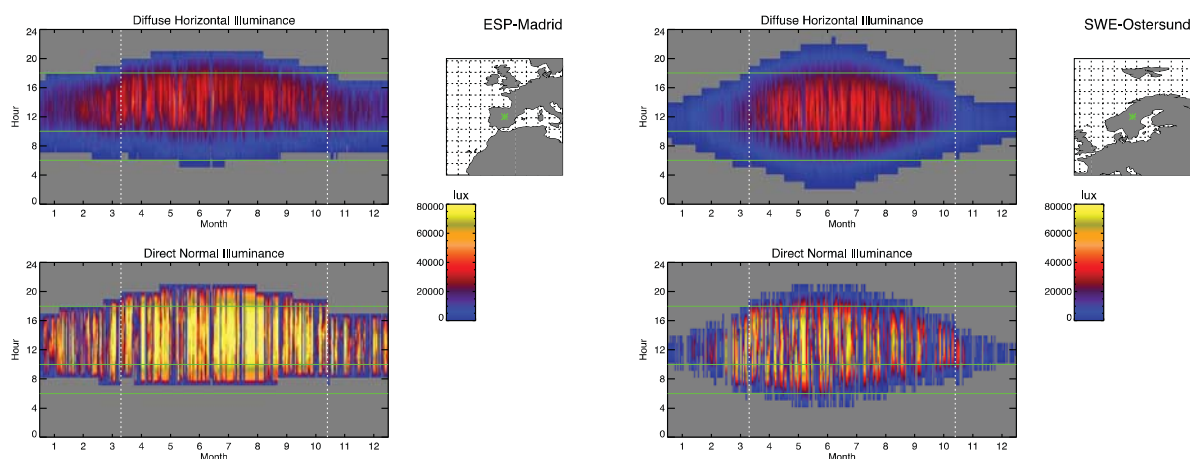 Diffuse Horizontal Illuminance
24
20
16
12
8
4
0
Hour
1 2 3 4 5 6 7 8 9 10 11 12
Month
ESP-Madrid
lux
80000
60000
40000
20000
0
Direct Normal Illuminance
24
20
16
12
8
4
0
Hour
1 2 3 4 5 6 7 8 9 10 11 12
Month
Diffuse Horizontal Illuminance
24
20
16
12
8
4
0
Hour
1 2 3 4 5 6 7 8 9 10 11 12
Month
SWE-Ostersund
lux
80000
60000
40000
20000
0
Direct Normal Illuminance
24
20
16
12
8
4
0
Hour
1 2 3 4 5 6 7 8 9 10 11 12
Month